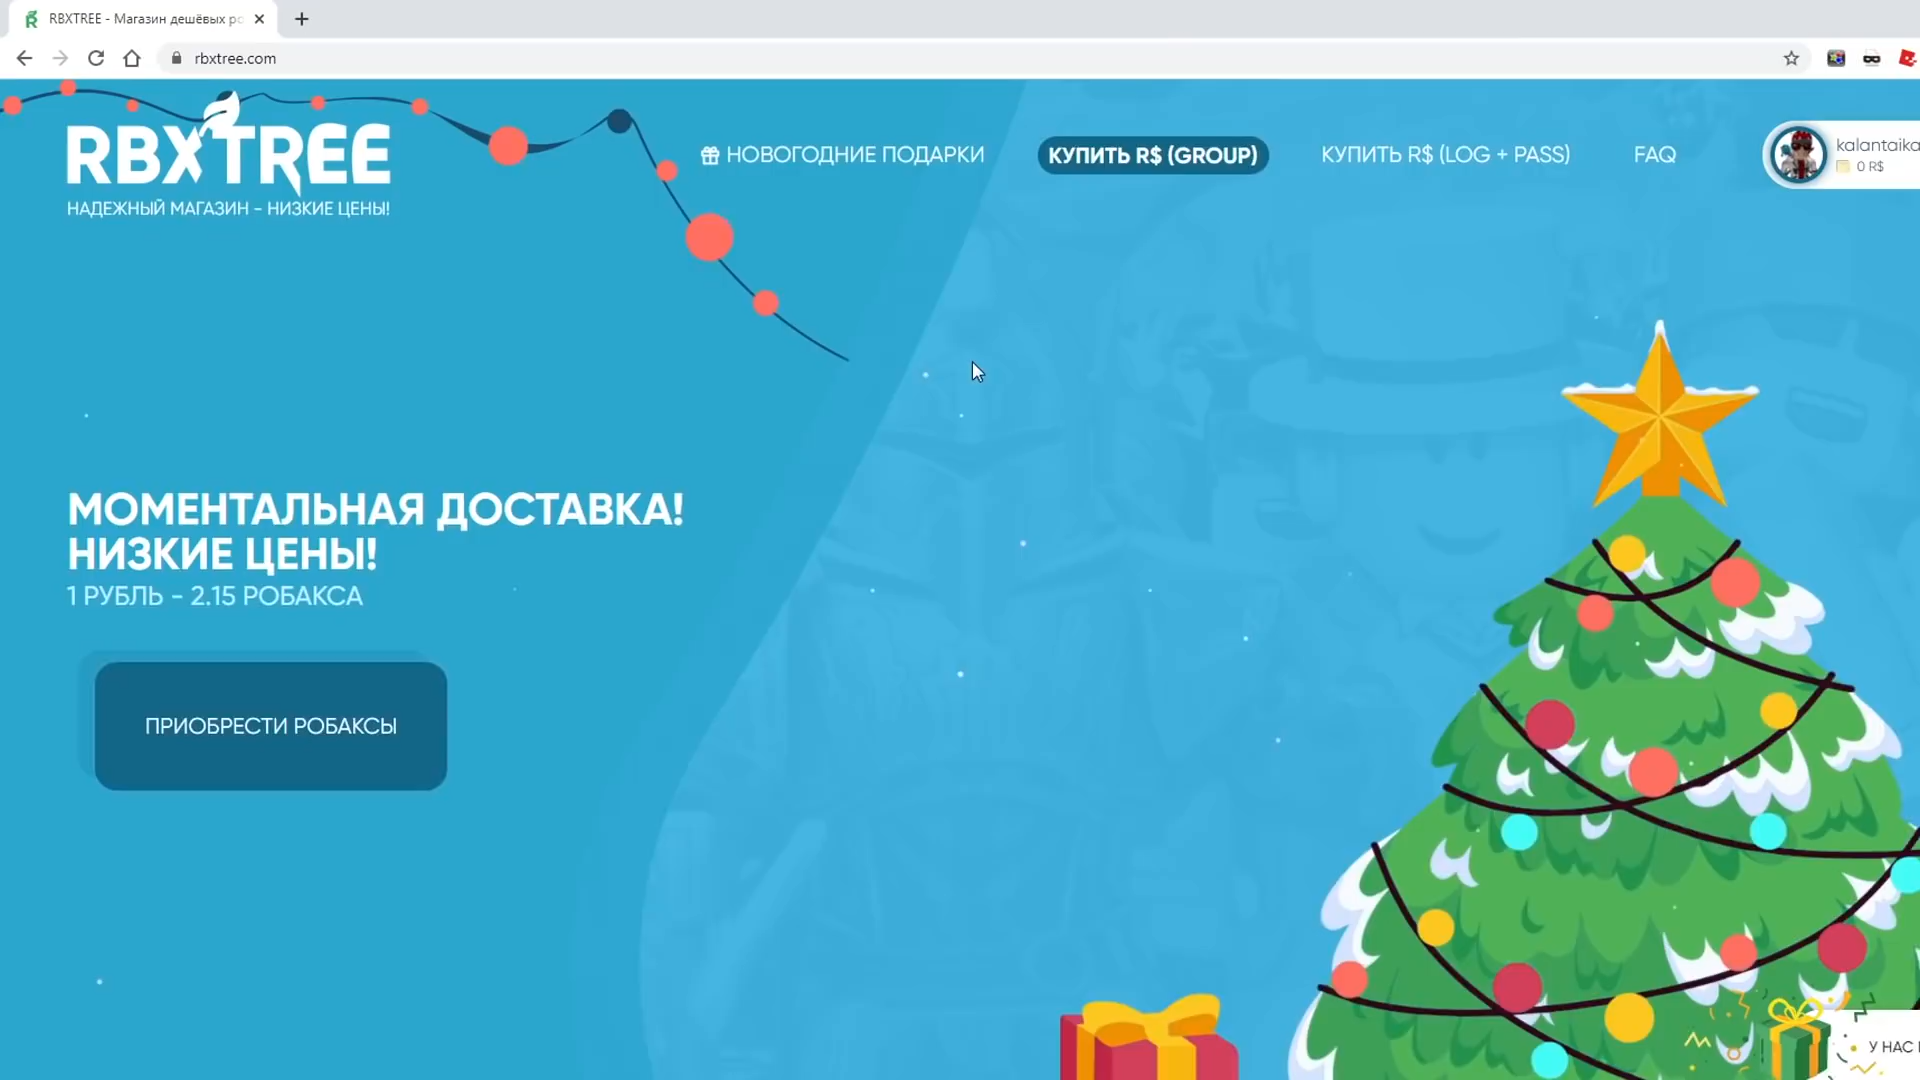 RBXTREE - Магазин дешёвых ро
rbxtree.com
RBXTREE
НАДЕЖНЫЙ МАГАЗИН - НИЗКИЕ ЦЕНЫ!
НОВОГОДНИЕ ПОДАРКИ
КУПИТЬ R$ (GROUP)
КУПИТЬ R$ (LOG + PASS)
FAQ
kalantaika
0 R$
МОМЕНТАЛЬНАЯ ДОСТАВКА!
НИЗКИЕ ЦЕНЫ!
1 РУБЛЬ - 2.15 РОБАКСА
ПРИОБРЕСТИ РОБАКСЫ
У НАС